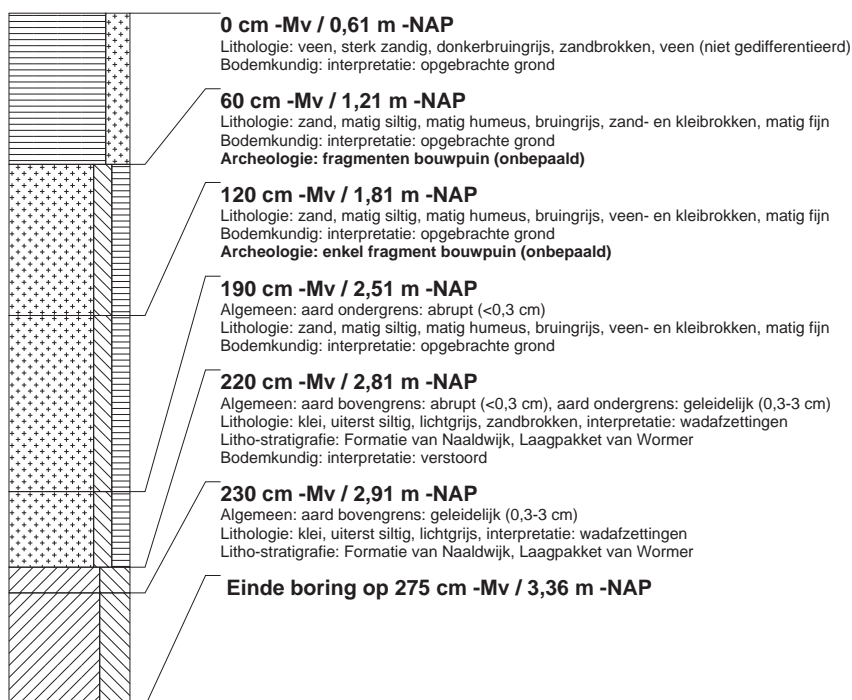 0 cm -Mv / 0,61 m -NAP
Lithologie: veen, sterk zandig, donkerbruingrijs, zandbrokken, veen (niet gedifferentieerd)
Bodemkundig: interpretatie: opgebrachte grond
60 cm -Mv / 1,21 m -NAP
Lithologie: zand, matig siltig, matig humeus, bruingrijs, zand- en kleibrokken, matig fijn
Bodemkundig: interpretatie: opgebrachte grond
Archeologie: fragmenten bouwpuin (onbepaald)
120 cm -Mv / 1,81 m -NAP
Lithologie: zand, matig siltig, matig humeus, bruingrijs, veen- en kleibrokken, matig fijn
Bodemkundig: interpretatie: opgebrachte grond
Archeologie: enkel fragment bouwpuin (onbepaald)
190 cm -Mv / 2,51 m -NAP
Algemeen: aard ondergrens: abrupt (<0,3 cm)
Lithologie: zand, matig siltig, matig humeus, bruingrijs, veen- en kleibrokken, matig fijn
Bodemkundig: interpretatie: opgebrachte grond
220 cm -Mv / 2,81 m -NAP
Algemeen: aard bovengrens: abrupt (<0,3 cm), aard ondergrens: geleidelijk (0,3-3 cm)
Lithologie: klei, uiterst siltig, lichtgrijs, zandbrokken, interpretatie: wadafzettingen
Litho-stratigrafie: Formatie van Naaldwijk, Laagpakket van Wormer
Bodemkundig: interpretatie: verstoord
230 cm -Mv / 2,91 m -NAP
Algemeen: aard bovengrens: geleidelijk (0,3-3 cm)
Lithologie: klei, uiterst siltig, lichtgrijs, interpretatie: wadafzettingen
Litho-stratigrafie: Formatie van Naaldwijk, Laagpakket van Wormer
Einde boring op 275 cm -Mv / 3,36 m -NAP